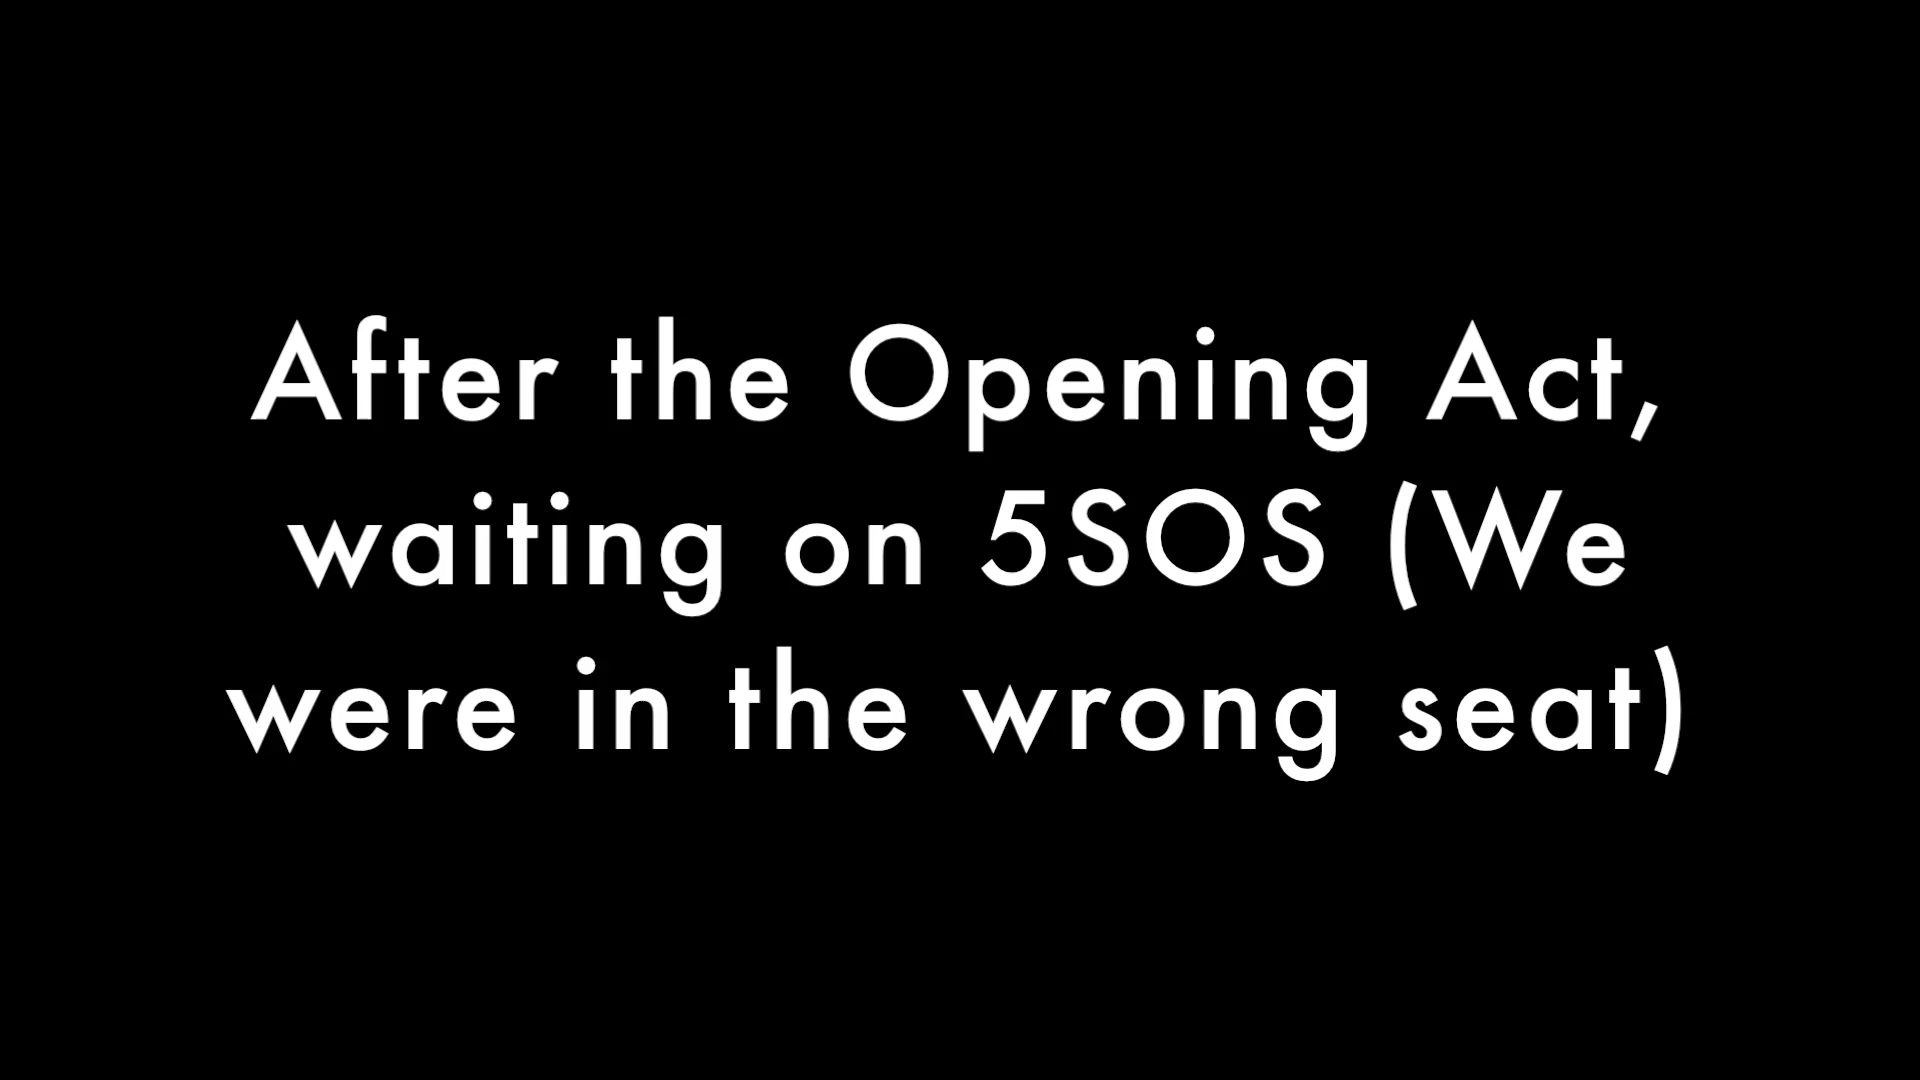 After the Opening Act,
waiting on 5SOS (We
were in the wrong seat)